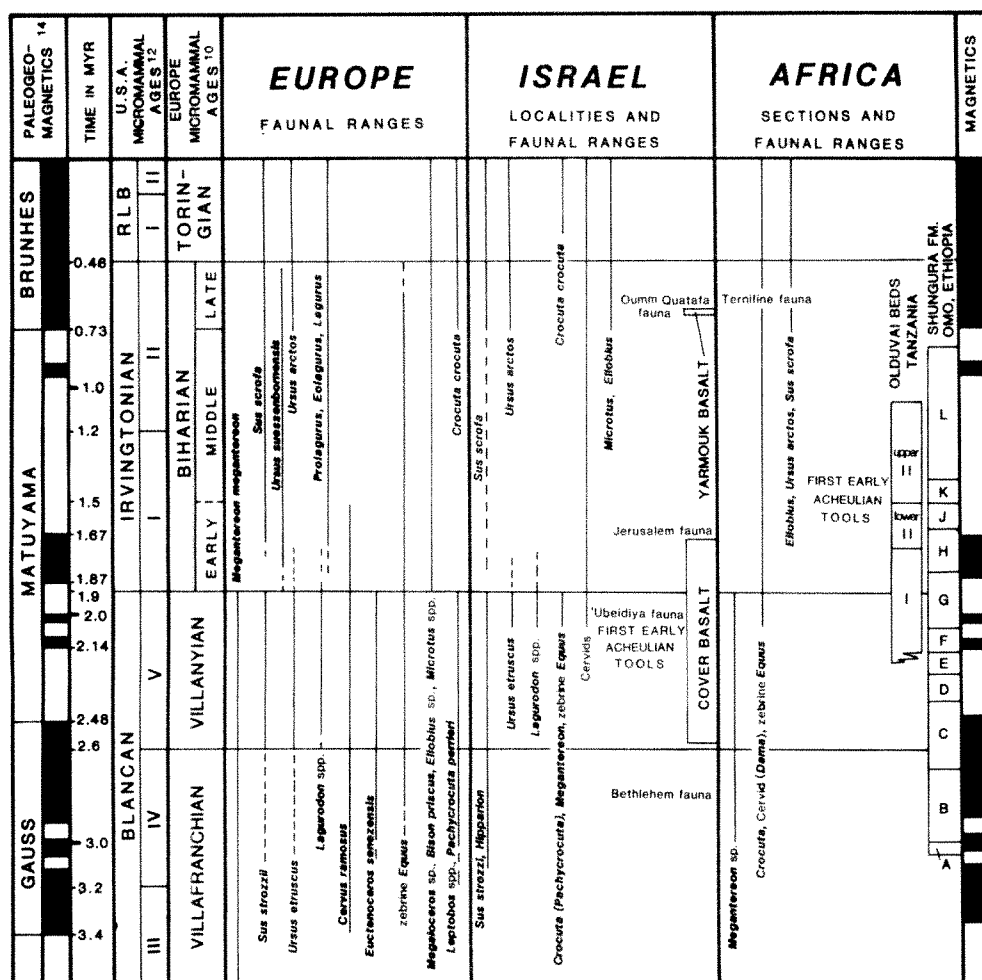 PALEOGEO-
MAGNETICS 14
TIME IN MYR
U.S.A.
MICROMAMMAL
AGES 12
EUROPE
MICROMAMMAL
AGES 10
EUROPE
FAUNAL RANGES
ISRAEL
LOCALITIES AND
FAUNAL RANGES
AFRICA
SECTIONS AND
FAUNAL RANGES
MAGNETICS
BRUNHES
MATUYAMA
GAUSS
0.48
0.73
1.0
1.2
1.5
1.67
1.87
1.9
2.0
2.14
2.48
2.6
3.0
3.2
3.4
RLB
II
I
IRVINGTONIAN
II
I
BLANCAN
V
IV
III
TORIN-
GIAN
BIHARIAN
LATE
MIDDLE
EARLY
VILLANYIAN
VILLAFRANCHIAN
Megantereon megantereon
Sus scrofa
Ursus suessenbornensis
Ursus arctos
Prolagurus, Eolagurus, Lagurus
Crocuta crocuta
Sus strozzii
Ursus etruscus
Lagurodon spp.
Cervus ramosus
Euctenoceros senezensis
zebrine Equus
Megaloceros sp., Bison priscus, Ellobius sp., Microtus spp.
Leptobos spp., Pachycrocuta perrieri
Sus scrofa
Ursus arctos
Crocuta crocuta
Microtus, Ellobius
Oumm Quatafa
fauna
YARMOUK BASALT
Jerusalem fauna
'Ubeidiya fauna
FIRST EARLY
ACHEULIAN
TOOLS
COVER BASALT
Bethlehem fauna
Sus strozzi, Hipparion
Ursus etruscus
Lagurodon spp.
Crocuta (Pachycrocuta), Megantereon, zebrine Equus
Cervids
Ternifine fauna
Ellobius, Ursus arctos, Sus scrofa
FIRST EARLY
ACHEULIAN
TOOLS
Megantereon sp.
Crocuta, Cervid (Dama), zebrine Equus
OLDUVAI BEDS
TANZANIA
upper
II
lower
II
I
SHUNGURA FM.
OMO, ETHIOPIA
L
K
J
H
G
F
E
D
C
B
A